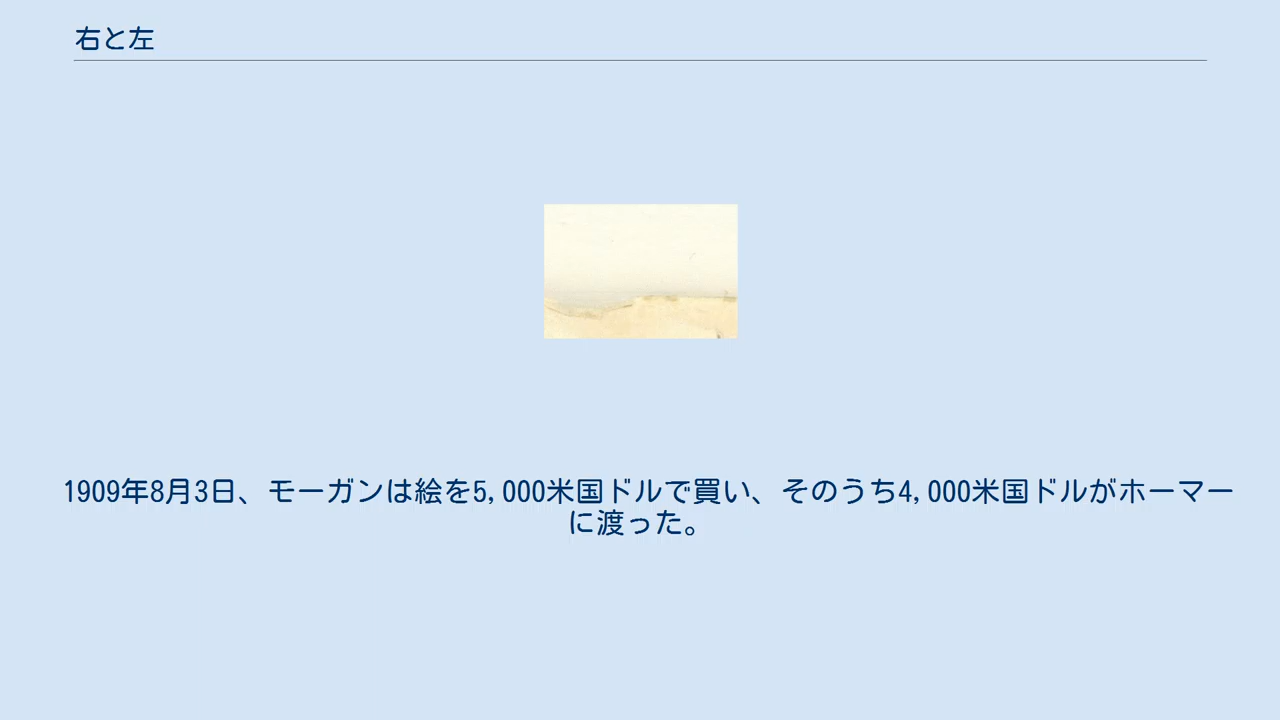 右と左
1909年8月3日、モーガンは絵を5,000米国ドルで買い、そのうち4,000米国ドルがホーマー
に渡った。